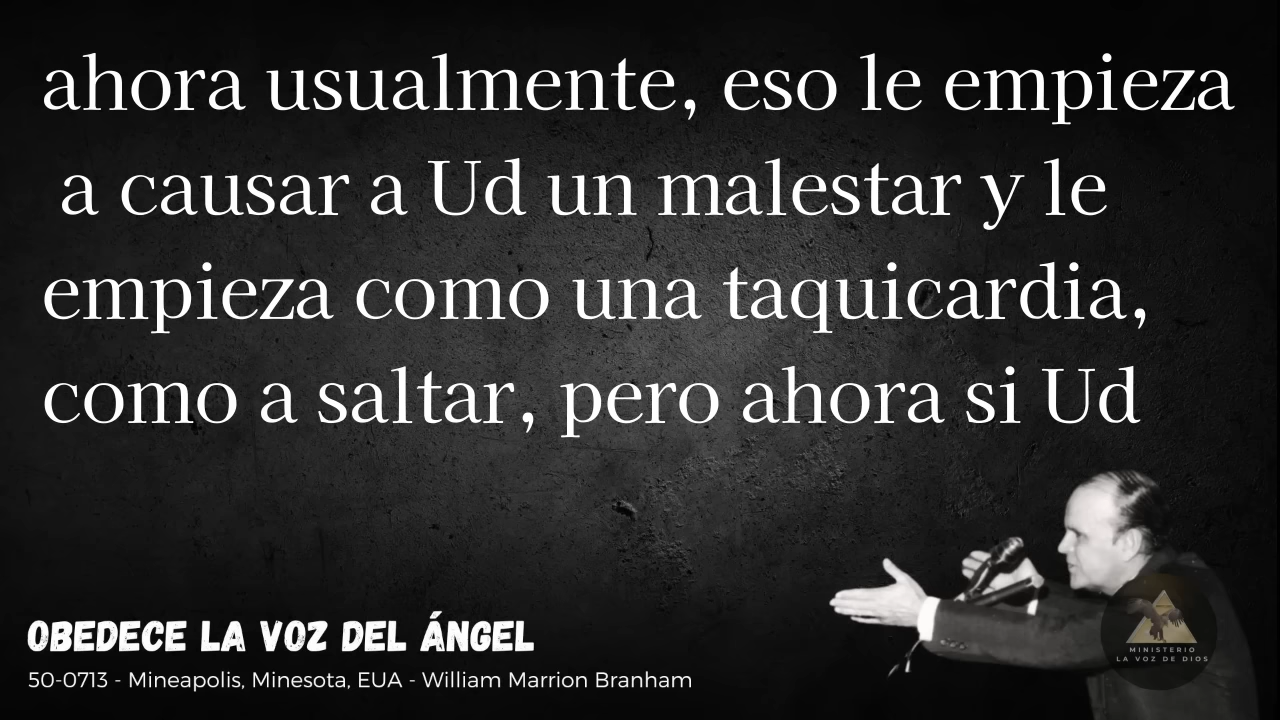 ahora usualmente, eso le empieza
a causar a Ud un malestar y le
empieza como una taquicardia,
como a saltar, pero ahora si Ud
OBEDECE LA VOZ DEL ÁNGEL
50-0713 - Mineapolis, Minesota, EUA - William Marrion Branham
MINISTERIO
LA VOZ DE DIOS